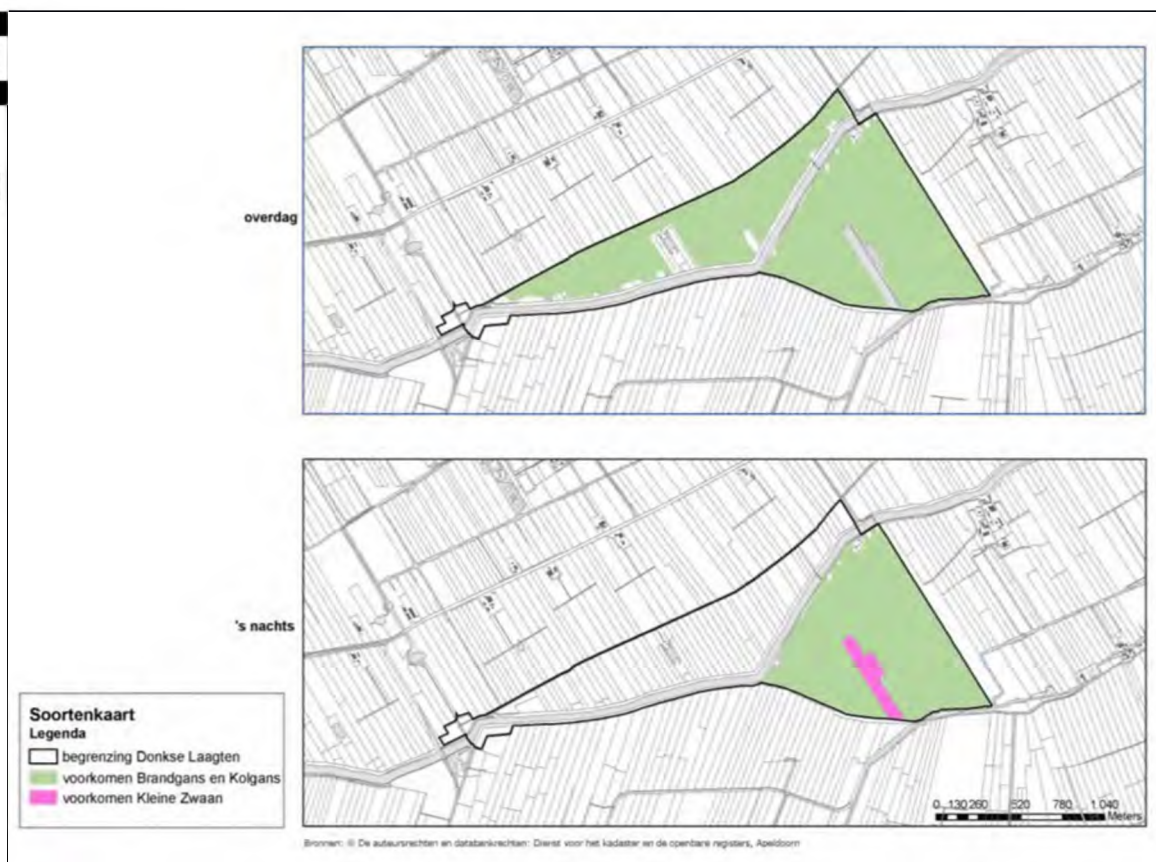 overdag
's nachts
Soortenkaart
Legenda
begrenzing Donkse Laagten
voorkomen Brandgans en Kolgans
voorkomen Kleine Zwaan
0 130 260 520 780 1.040
Meters
Bronnen: © De auteursrechten en databankrechten: Dienst voor het kadaster en de openbare registers, Apeldoorn